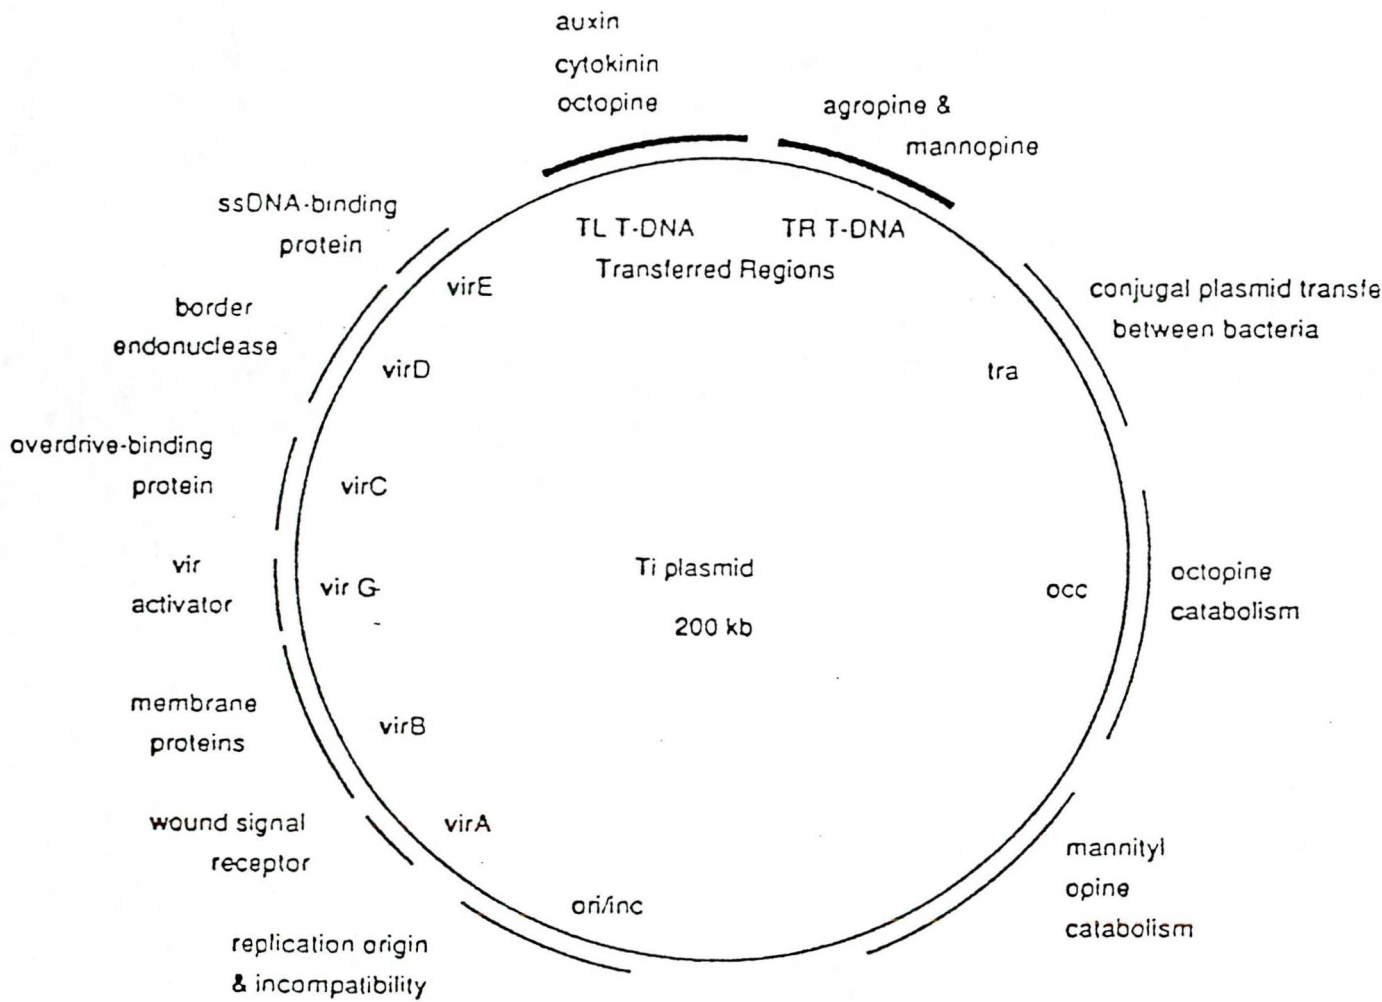 auxin
cytokinin
octopine
agropine &
mannopine
ssDNA-binding
protein
TL T-DNA
TR T-DNA
Transferred Regions
virE
border
endonuclease
virD
conjugal plasmid transfe
between bacteria
tra
overdrive-binding
protein
virC
vir
activator
vir G
Ti plasmid
200 kb
occ
octopine
catabolism
membrane
proteins
virB
wound signal
receptor
virA
mannityl
opine
catabolism
ori/inc
replication origin
& incompatibility